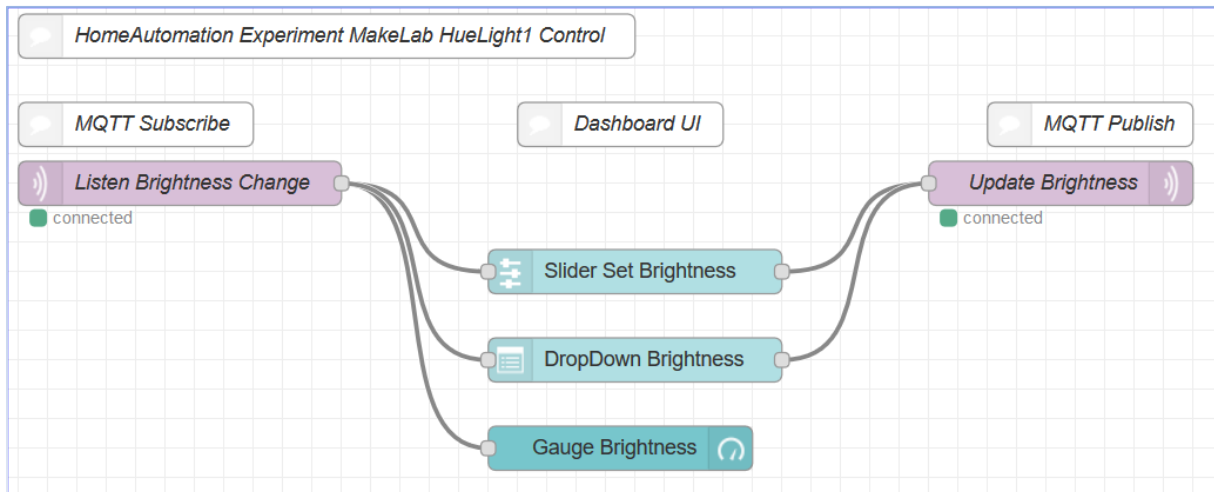 HomeAutomation Experiment MakeLab HueLight1 Control
MQTT Subscribe
Dashboard UI
MQTT Publish
Listen Brightness Change
Update Brightness
connected
connected
Slider Set Brightness
DropDown Brightness
Gauge Brightness